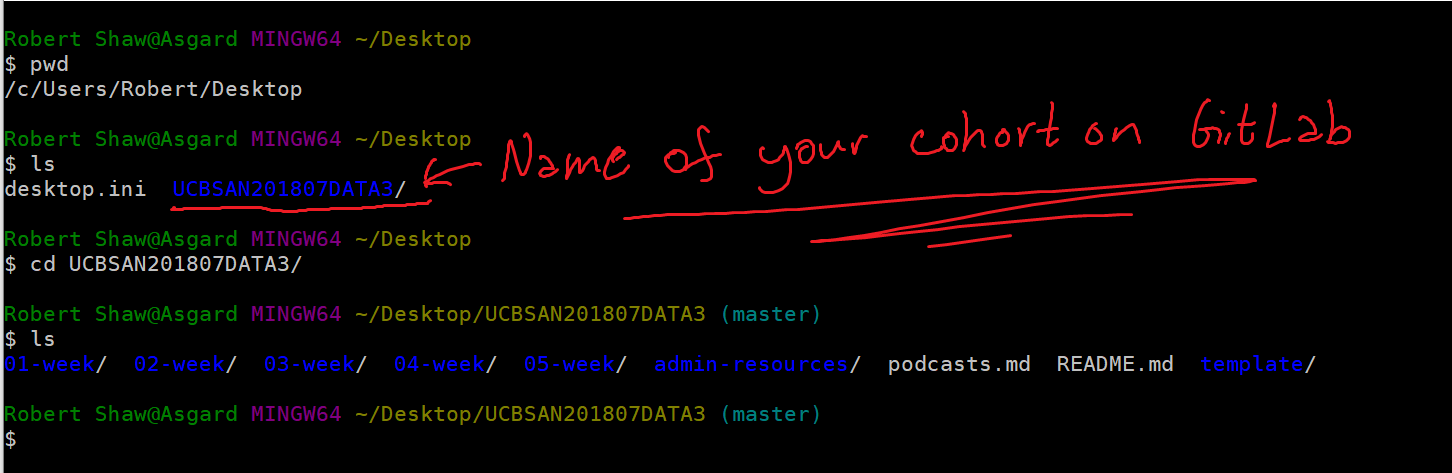 Robert Shaw@Asgard MINGW64 ~/Desktop
$ pwd
/c/Users/Robert/Desktop
Robert Shaw@Asgard MINGW64 ~/Desktop
$ ls
desktop.ini  UCBSAN201807DATA3/
Name of your cohort on GitLab
Robert Shaw@Asgard MINGW64 ~/Desktop
$ cd UCBSAN201807DATA3/
Robert Shaw@Asgard MINGW64 ~/Desktop/UCBSAN201807DATA3 (master)
$ ls
01-week/  02-week/  03-week/  04-week/  05-week/  admin-resources/  podcasts.md  README.md  template/
Robert Shaw@Asgard MINGW64 ~/Desktop/UCBSAN201807DATA3 (master)
$